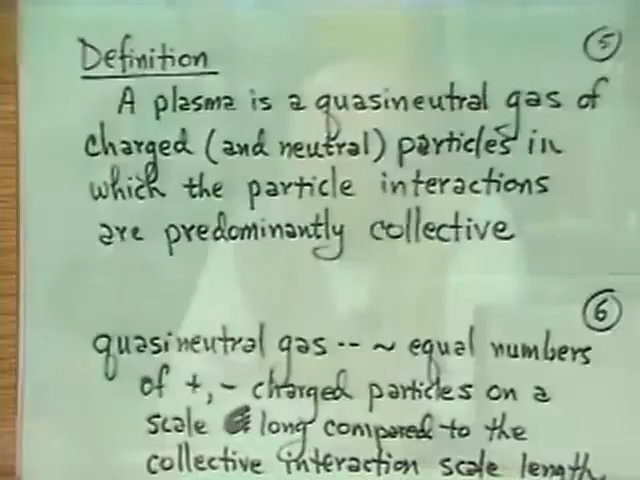 ⑤
Definition
A plasma is a quasineutral gas of
charged (and neutral) particles in
which the particle interactions
are predominantly collective
⑥
quasineutral gas -- ~ equal numbers
of +, - charged particles on a
scale long compared to the
collective interaction scale length